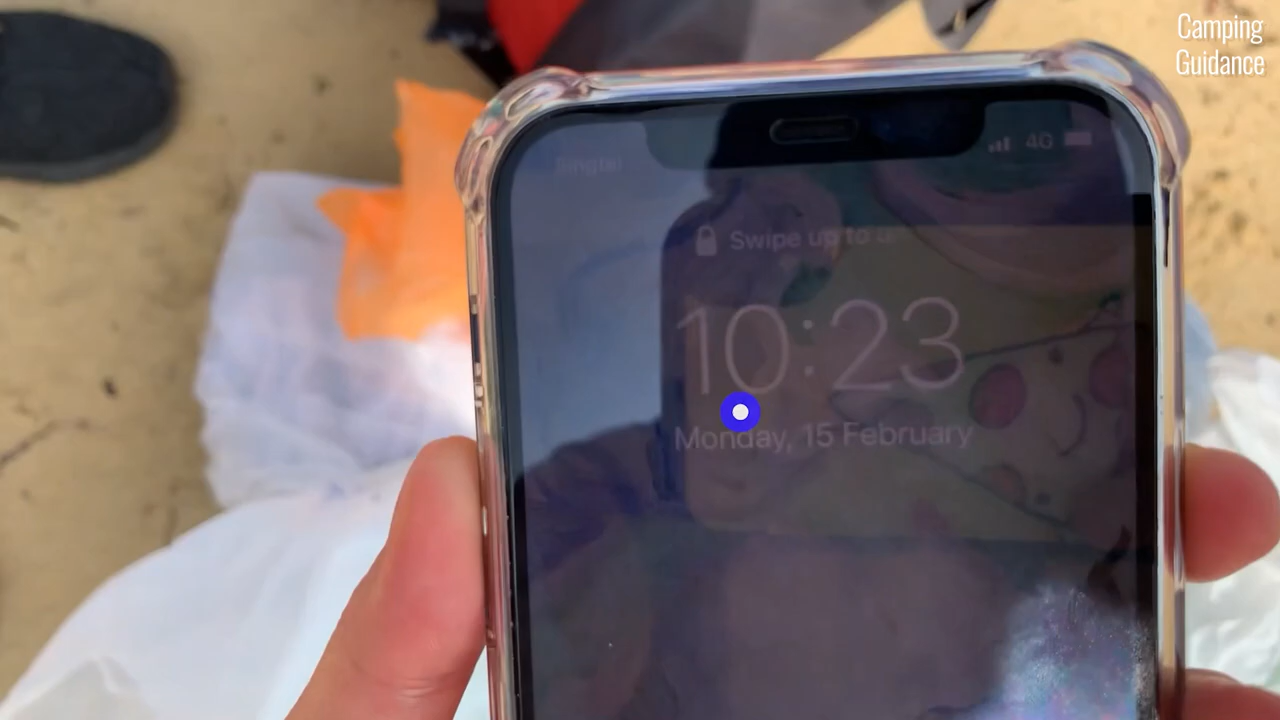 Camping
Guidance
Singtel
4G
Swipe up to u
10:23
Monday, 15 February